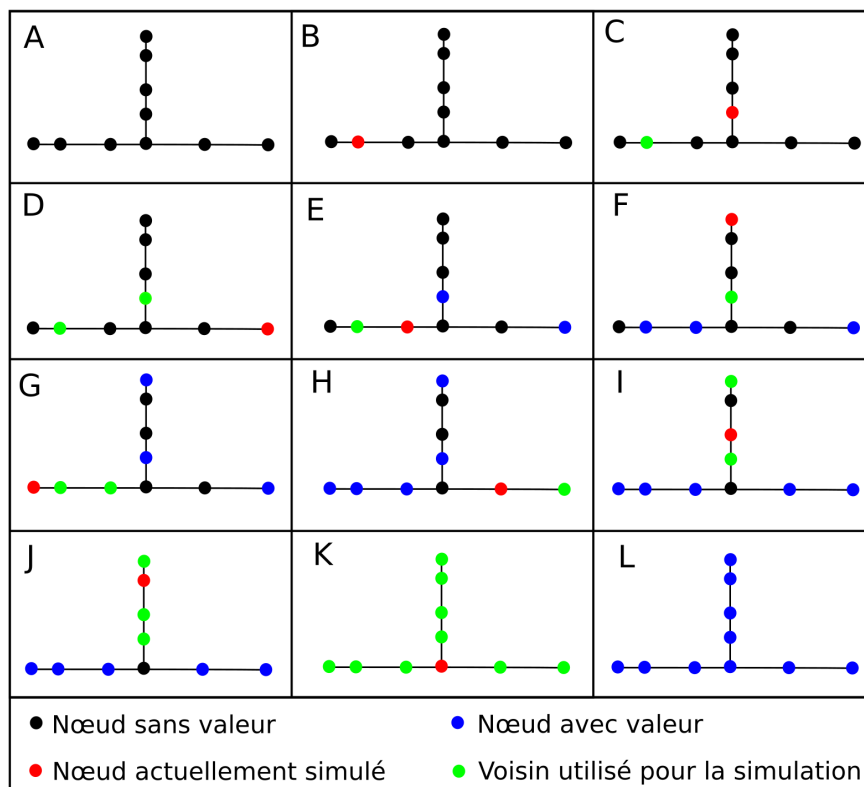 A
B
C
D
E
F
G
H
I
J
K
L
Nœud sans valeur
Nœud avec valeur
Nœud actuellement simulé
Voisin utilisé pour la simulation